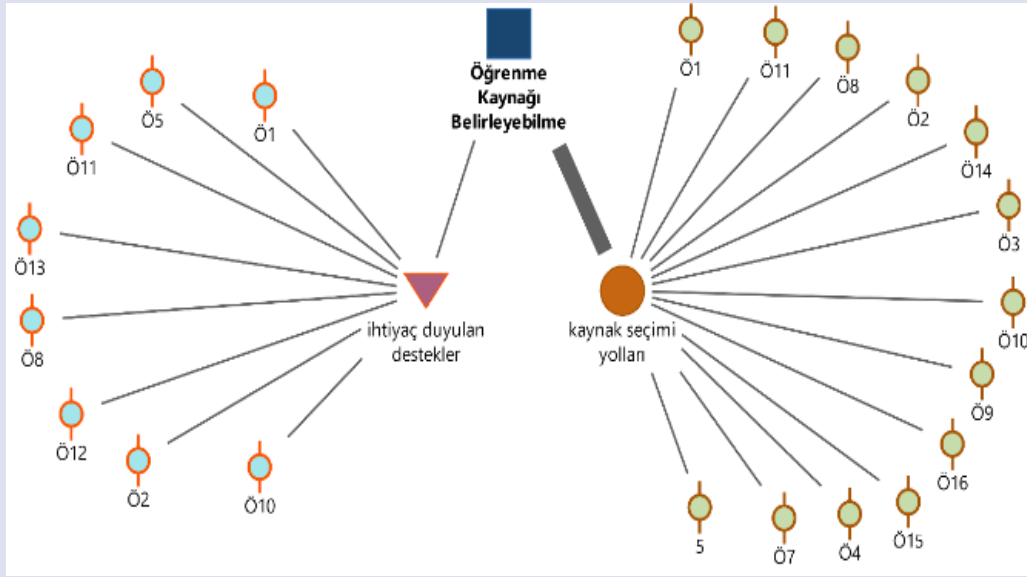 Öğrenme
Kaynağı
Belirleyebilme
Ö5
Ö1
Ö11
Ö13
Ö8
Ö12
Ö2
Ö10
ihtiyaç duyulan
destekler
kaynak seçimi
yolları
Ö1
Ö11
Ö8
Ö2
Ö14
Ö3
Ö10
Ö9
Ö16
Ö15
Ö4
Ö7
5